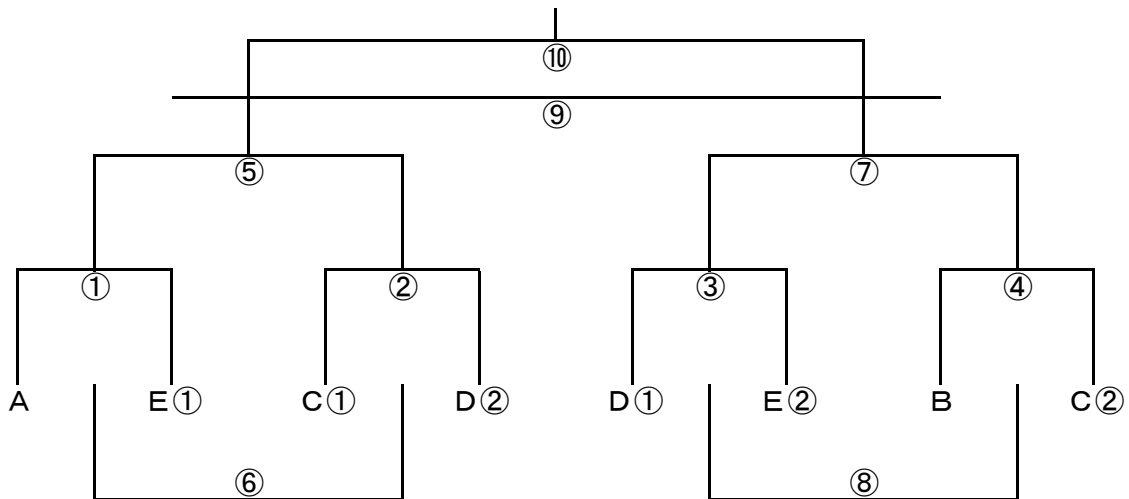 ⑩
⑨
⑤ ⑦
① ② ③ ④
A E① C① D② D① E② B C②
⑥ ⑧